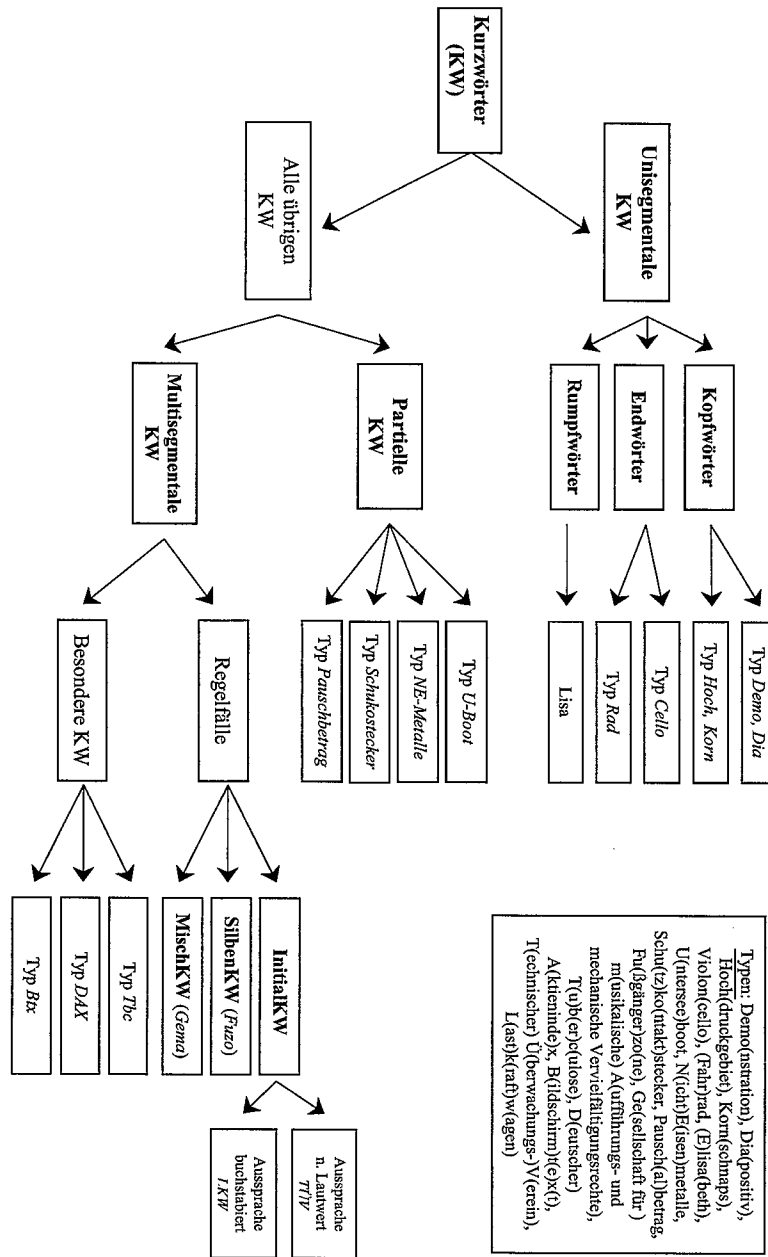 Kurzwörter
(KW)
Unisegmentale
KW
Alle übrigen
KW
Kopfwörter
Endwörter
Rumpfwörter
Partielle
KW
Multisegmentale
KW
Typ Demo, Dia
Typ Hoch, Korn
Typ Cello
Typ Rad
Lisa
Typ U-Boot
Typ NE-Metalle
Typ Schukostecker
Typ Pauschbetrag
Regelfälle
Besondere KW
InitialKW
SilbenKW (Fuzo)
MischKW (Gema)
Typ Tbc
Typ DAX
Typ Btx
Aussprache
n. Lautwert
TÜV
Aussprache
buchstabiert
LKW
Typen: Demo(nstration), Dia(positiv),
Hoch(druckgebiet), Korn(schnaps),
Violon(cello), (Fahr)rad, (E)lisa(beth),
U(ntersee)boot, N(icht)E(isen)metalle,
Schu(tz)ko(ntakt)stecker, Pausch(al)betrag,
Fu(ßgänger)zo(ne), Ge(sellschaft für )
m(usikalische) A(ufführungs- und
mechanische Vervielfältigungsrechte),
T(u)b(er)c(ulose), D(eutscher)
A(ktieninde)x, B(ildschirm)t(e)x(t),
T(echnischer) Ü(berwachungs-)V(erein),
L(ast)k(raft)w(agen)